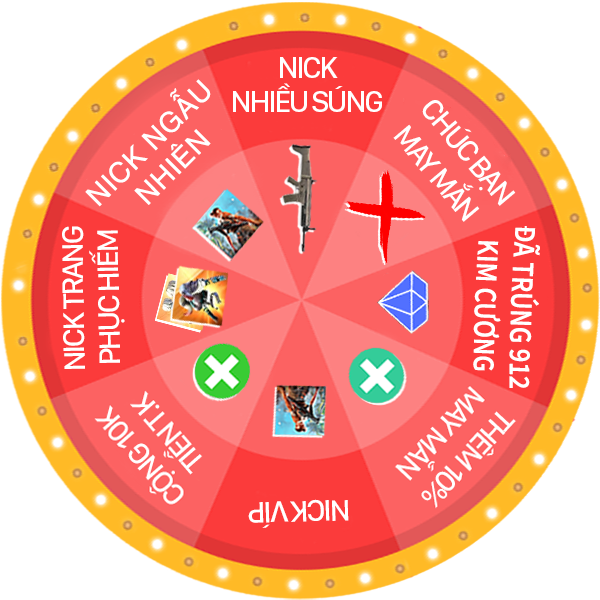 NICK
NHIỀU SÚNG
CHÚC BẠN
MAY MẮN
ĐÃ TRÚNG 912
KIM CƯƠNG
THÊM 10%
MAY MẮN
NICK VÍP
CỘNG 10K
TIỀN T.K
NICK TRANG
PHỤC HIẾM
NICK NGẪU
NHIÊN